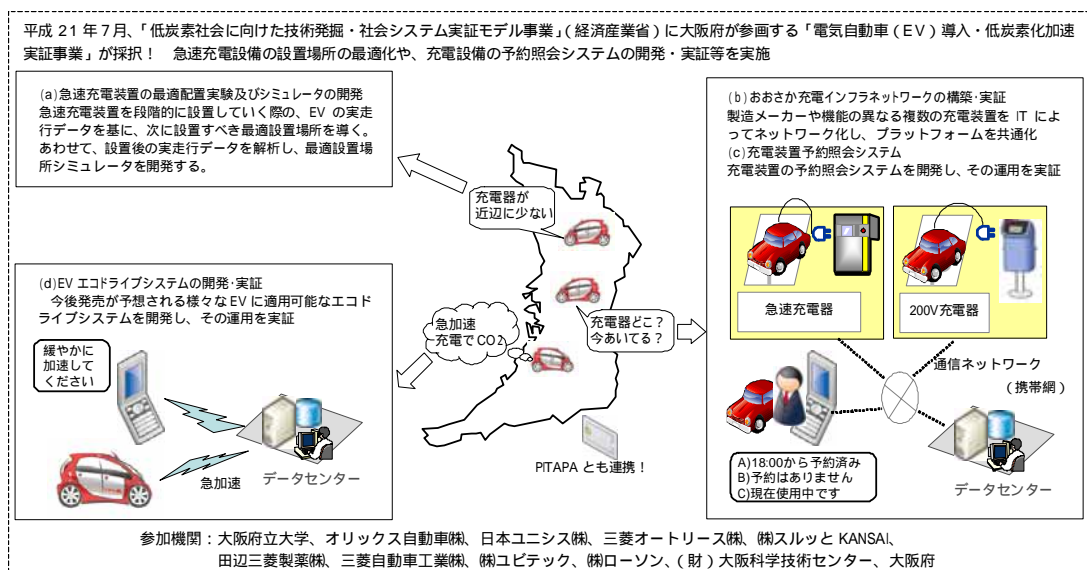 平成 21 年７月、「低炭素社会に向けた技術発掘・社会システム実証モデル事業」（経済産業省）に大阪府が参画する「電気自動車（ＥＶ）導入・低炭素化加速
実証事業」が採択！　急速充電設備の設置場所の最適化や、充電設備の予約照会システムの開発・実証等を実施
(a)急速充電装置の最適配置実験及びシミュレータの開発
急速充電装置を段階的に設置していく際の、EV の実走
行データを基に、次に設置すべき最適設置場所を導く。
あわせて、設置後の実走行データを解析し、最適設置場
所シミュレータを開発する。
(b)おおさか充電インフラネットワークの構築・実証
製造メーカーや機能の異なる複数の充電装置を IT によ
ってネットワーク化し、プラットフォームを共通化
(c)充電装置予約照会システム
充電装置の予約照会システムを開発し、その運用を実証
急速充電器
200V充電器
通信ネットワーク
（携帯網）
A)18:00から予約済み
B)予約はありません
C)現在使用中です
データセンター
充電器が
近辺に少ない
充電器どこ？
今あいてる？
急加速
充電でCO2
PITAPA とも連携！
(d)EV エコドライブシステムの開発・実証
今後発売が予想される様々な EV に適用可能なエコド
ライブシステムを開発し、その運用を実証
緩やかに
加速して
ください
急加速
データセンター
参加機関：大阪府立大学、オリックス自動車㈱、日本ユニシス㈱、三菱オートリース㈱、㈱スルッと KANSAI、
田辺三菱製薬㈱、三菱自動車工業㈱、㈱ユビテック、㈱ローソン、（財）大阪科学技術センター、大阪府